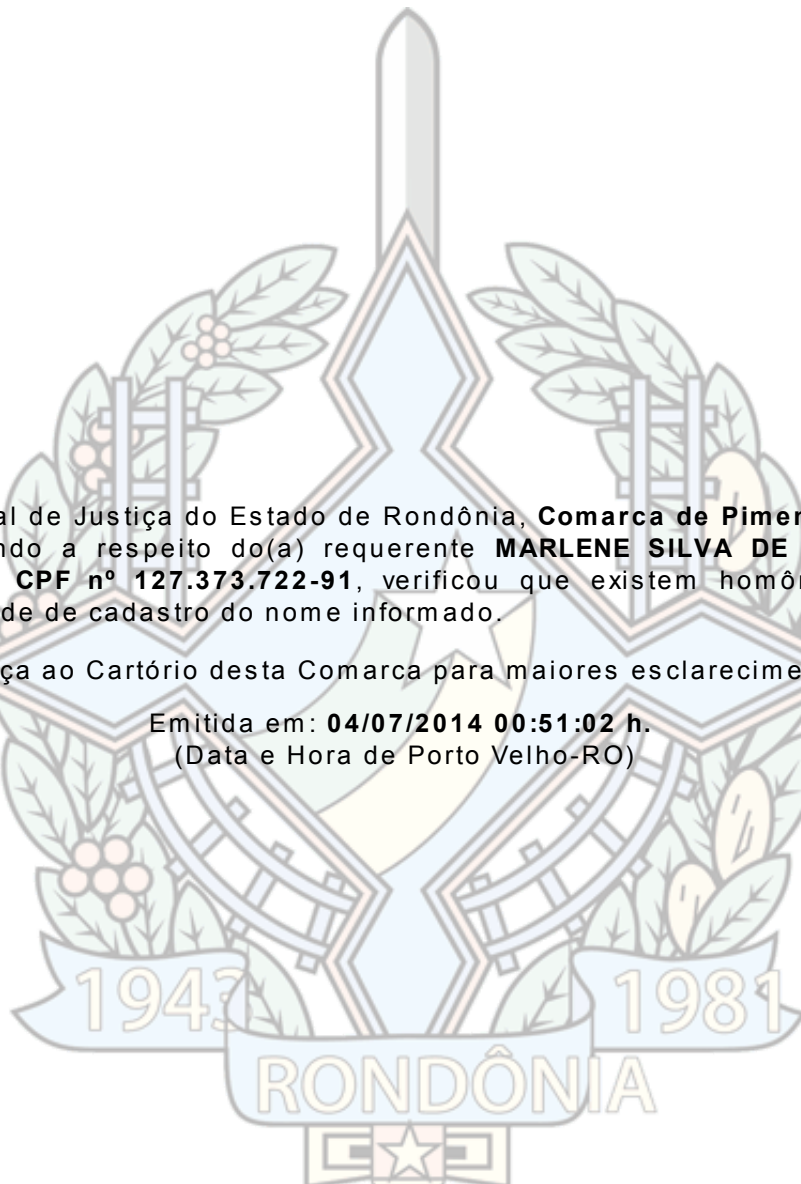 al de Justiça do Estado de Rondônia, Comarca de Pimen
ndo a respeito do(a) requerente MARLENE SILVA DE
CPF nº 127.373.722-91, verificou que existem homôn
de de cadastro do nome informado.
ça ao Cartório desta Comarca para maiores esclarecime
Emitida em: 04/07/2014 00:51:02 h.
(Data e Hora de Porto Velho-RO)
1943
1981
RONDÔNIA